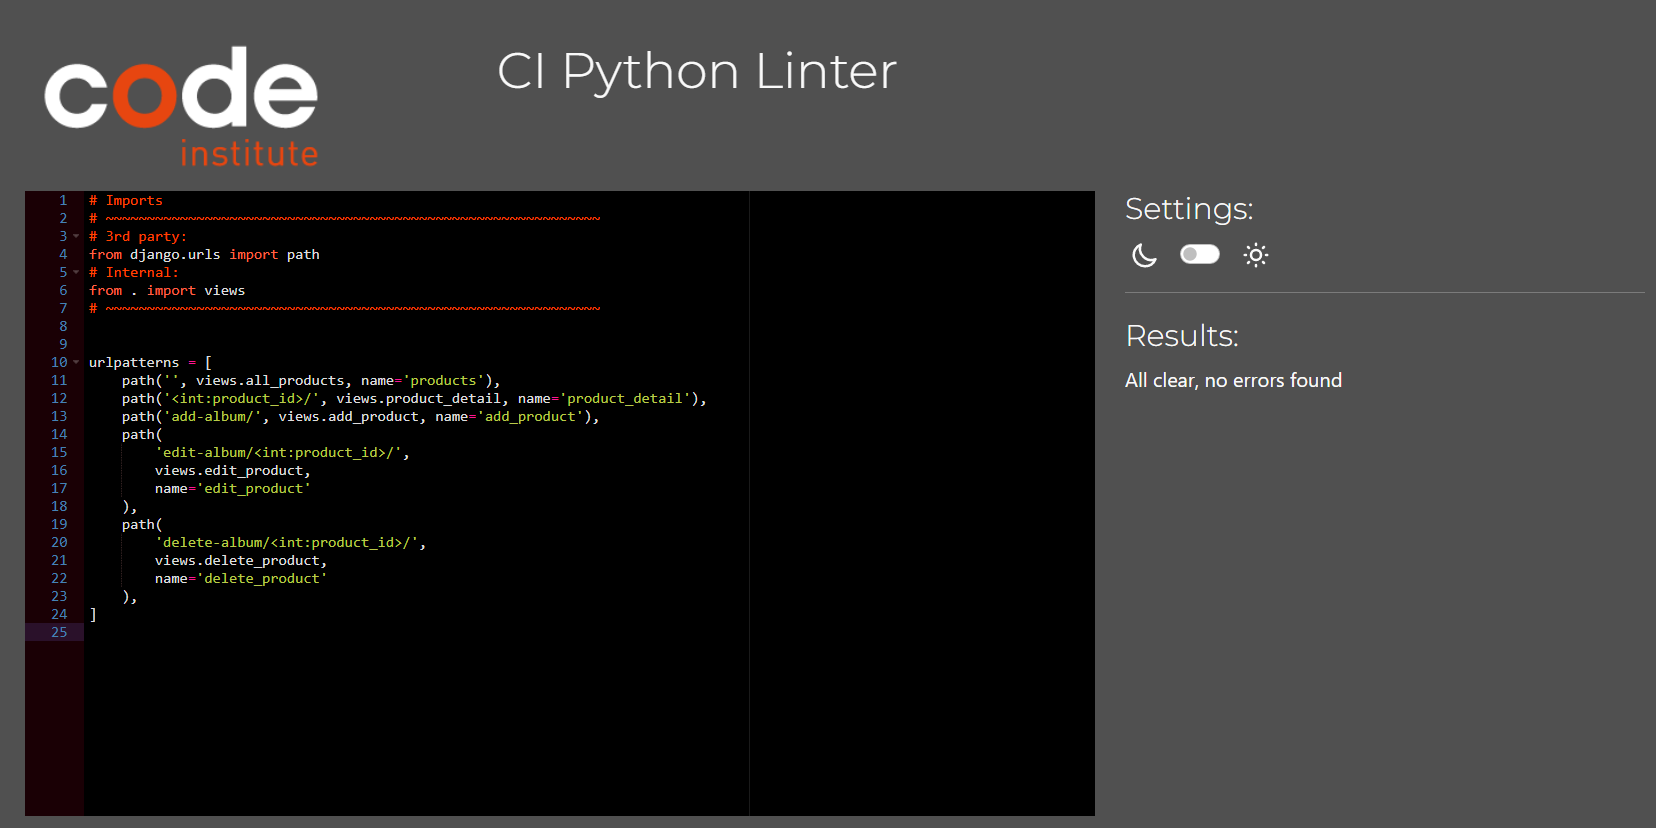 code
institute
CI Python Linter
1 # Imports
2 # ~~~~~~~~~~~~~~~~~~~~~~~~~~~~~~~~~~~~~~~~~~~~~~~~~~~~~~~~~~~~
3 # 3rd party:
4 from django.urls import path
5 # Internal:
6 from . import views
7 # ~~~~~~~~~~~~~~~~~~~~~~~~~~~~~~~~~~~~~~~~~~~~~~~~~~~~~~~~~~~~
8
9
10 urlpatterns = [
11     path('', views.all_products, name='products'),
12     path('<int:product_id>/', views.product_detail, name='product_detail'),
13     path('add-album/', views.add_product, name='add_product'),
14     path(
15         'edit-album/<int:product_id>/',
16         views.edit_product,
17         name='edit_product'
18     ),
19     path(
20         'delete-album/<int:product_id>/',
21         views.delete_product,
22         name='delete_product'
23     ),
24 ]
25
Settings:
Results:
All clear, no errors found